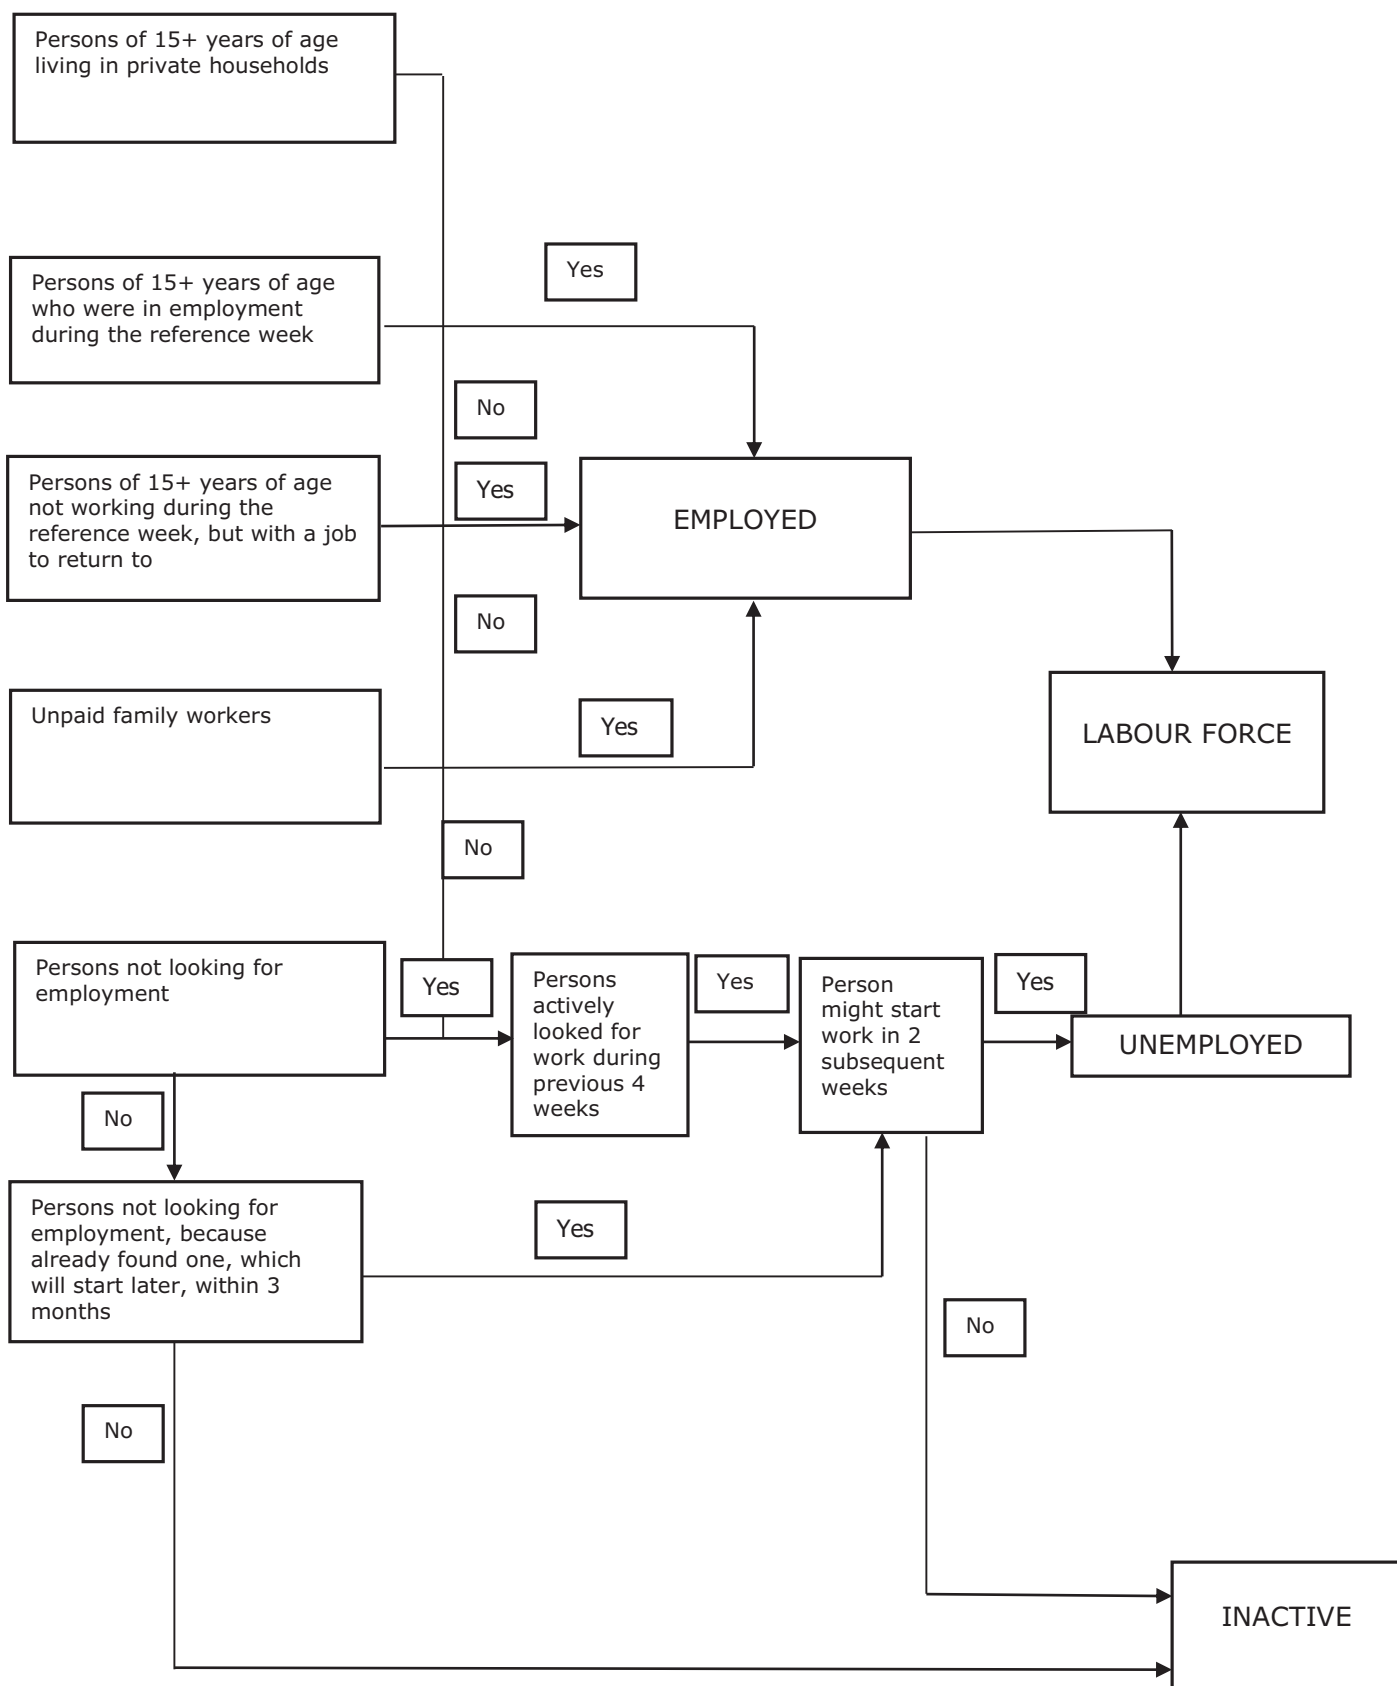 Persons of 15+ years of age
living in private households
Yes
Persons of 15+ years of age
who were in employment
during the reference week
No
Persons of 15+ years of age
not working during the
reference week, but with a job
to return to
Yes
EMPLOYED
No
Unpaid family workers
Yes
LABOUR FORCE
No
Persons not looking for
employment
Yes
Persons
actively
looked for
work during
previous 4
weeks
Yes
Person
might start
work in 2
subsequent
weeks
Yes
UNEMPLOYED
No
Persons not looking for
employment, because
already found one, which
will start later, within 3
months
Yes
No
No
INACTIVE